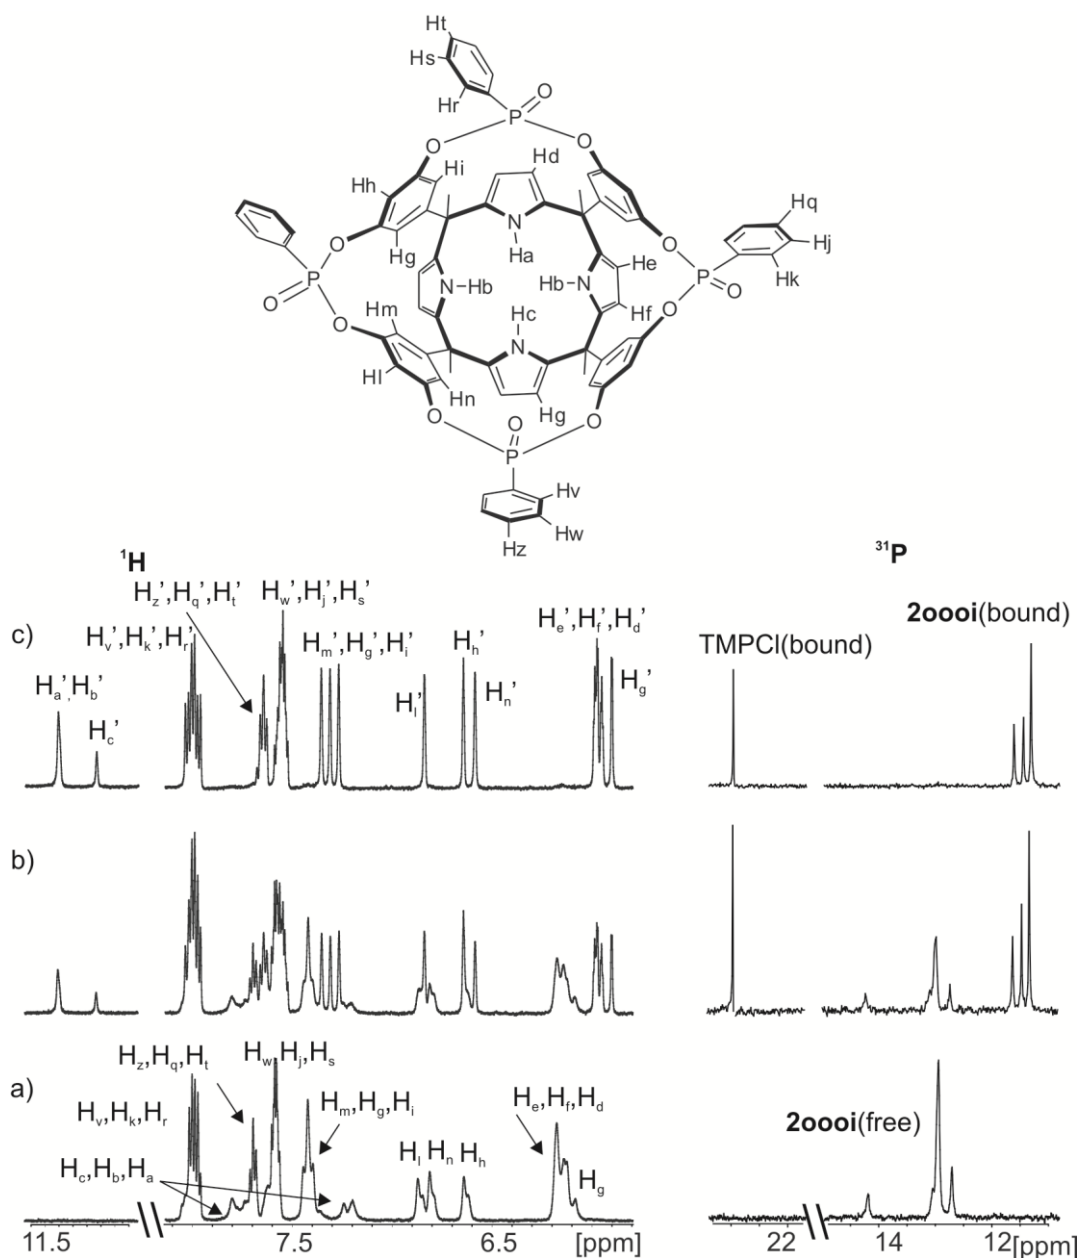 Ht
Hs
Hr
O
P
O
O
Hd
Hi
Hh
Hq
Hj
Hk
O
O
Hg
N
Ha
He
P
O
N
Hb
Hb
N
P
O
Hm
Hc
N
Hf
O
O
Hl
Hn
Hg
O
O
O
P
Hv
Hw
Hz
¹H
³¹P
c)
Hz',Hq',Ht'
Hw',Hj',Hs'
Hv',Hk',Hr'
Hm',Hg',Hi'
Ha',Hb'
Hc'
Hl'
Hh'
Hn'
He',Hf',Hd'
Hg'
TMPCl(bound)
2oooi(bound)
b)
a)
Hz,Hq,Ht
Hw,Hj,Hs
Hv,Hk,Hr
Hm,Hg,Hi
Hc,Hb,Ha
Hl
Hn
Hh
He,Hf,Hd
Hg
2oooi(free)
11.5 7.5 6.5 [ppm]
22 14 12 [ppm]